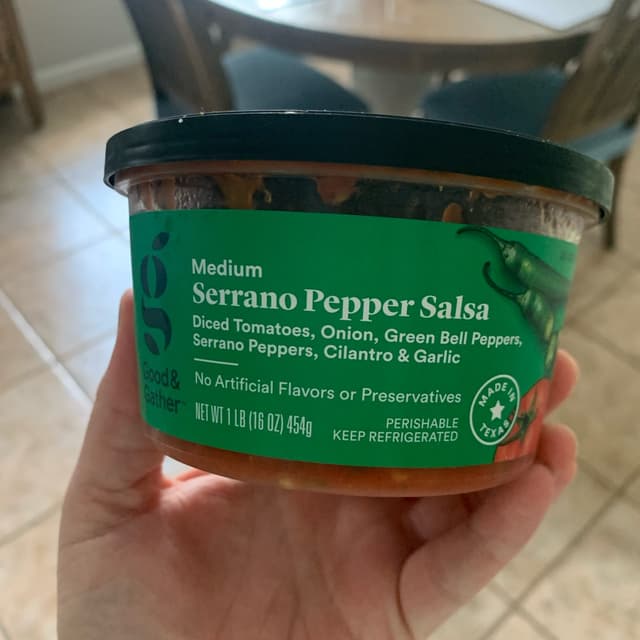 Medium
Serrano Pepper Salsa
Diced Tomatoes, Onion, Green Bell Peppers,
Serrano Peppers, Cilantro & Garlic
Good &
Gather™
No Artificial Flavors or Preservatives
NET WT 1 LB (16 OZ) 454g
PERISHABLE
KEEP REFRIGERATED
MADE IN
TEXAS